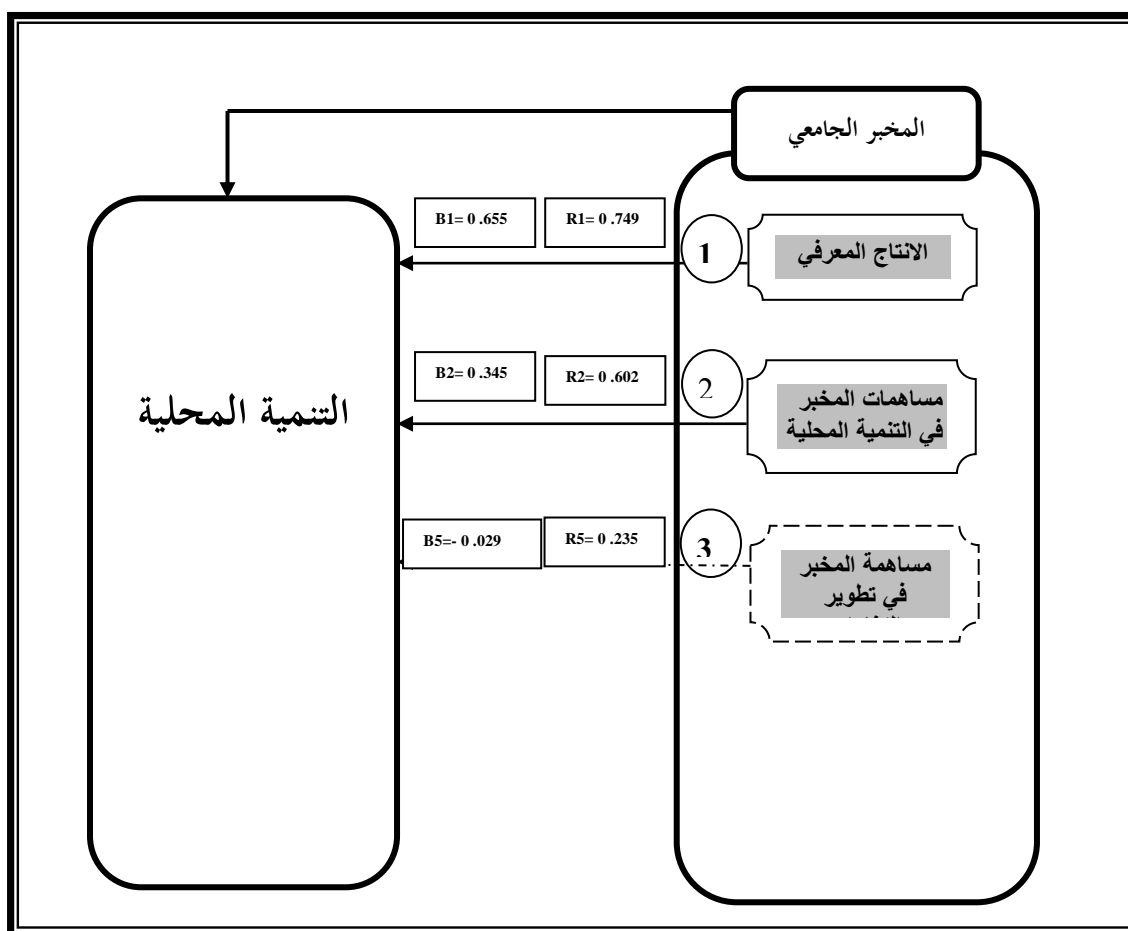 المخبر الجامعي
B1= 0 .655
R1= 0 .749
1
الانتاج المعرفي
B2= 0 .345
R2= 0 .602
2
مساهمات المخبر
في التنمية المحلية
التنمية المحلية
B5=- 0 .029
R5= 0 .235
3
مساهمة المخبر
في تطوير